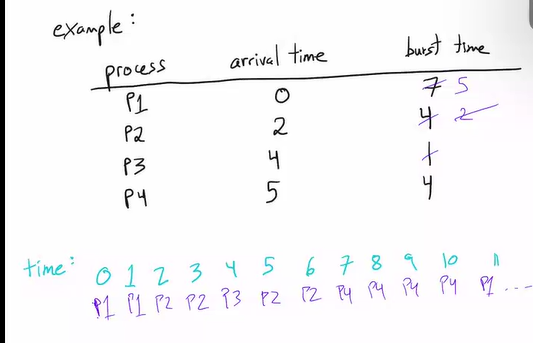 example:
process arrival time burst time
P1 0 7 5
P2 2 4 2
P3 4 1
P4 5 4
time: 0 1 2 3 4 5 6 7 8 9 10 11
P1 P1 P2 P2 P3 P2 P2 P4 P4 P4 P4 P1 ....